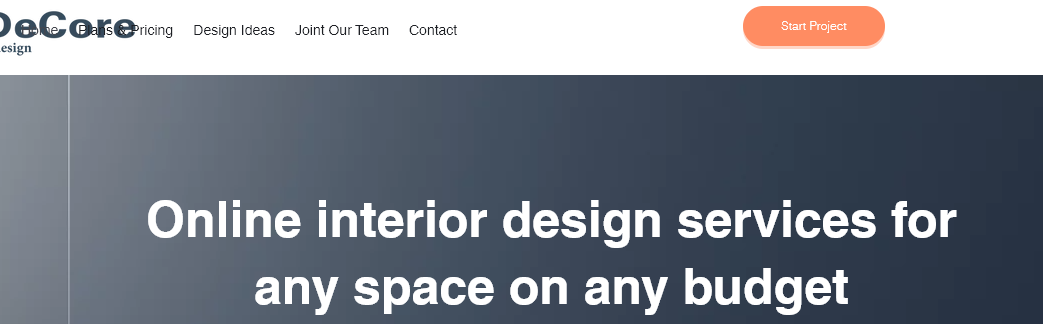 DeCore
Home Plans & Pricing Design Ideas Joint Our Team Contact
Start Project
design
Online interior design services for
any space on any budget